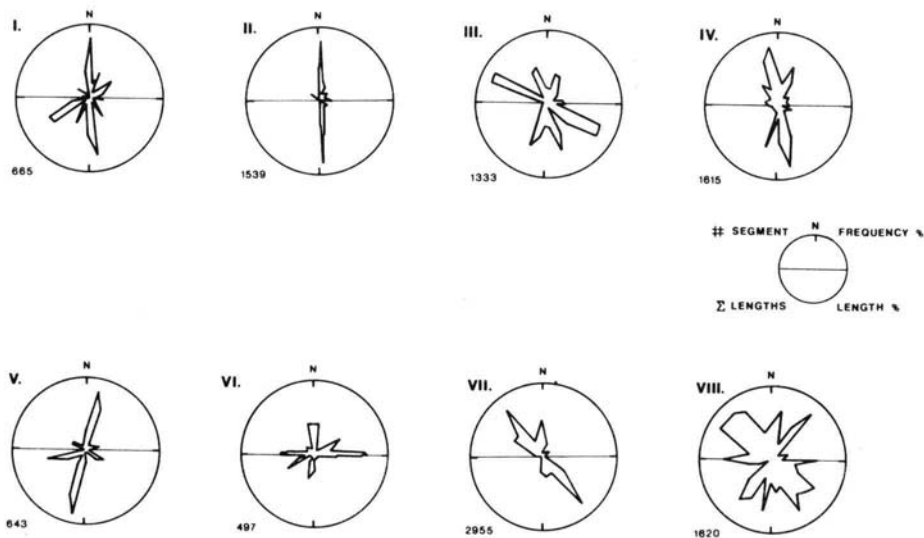 I. N
II. N
III. N
IV. N
665
1539
1333
1615
# SEGMENT N FREQUENCY %
Σ LENGTHS LENGTH %
V. N
VI. N
VII. N
VIII. N
643
497
2955
1620